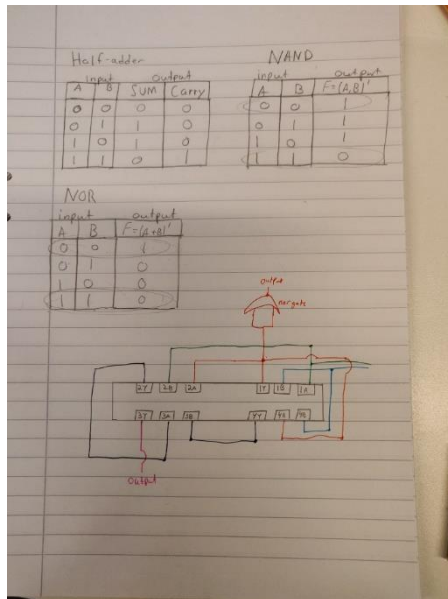 Half-adder
input output
A B SUM Carry
0 0 0 0
0 1 1 0
1 0 1 0
1 1 0 1
NAND
input output
A B F=(A,B)'
0 0 1
0 1 1
1 0 1
1 1 0
NOR
input output
A B F=(A+B)'
0 0 1
0 1 0
1 0 0
1 1 0
output
nor gate
2Y 2B 2A 1Y 1B 1A
3Y 3A 3B 4Y
output